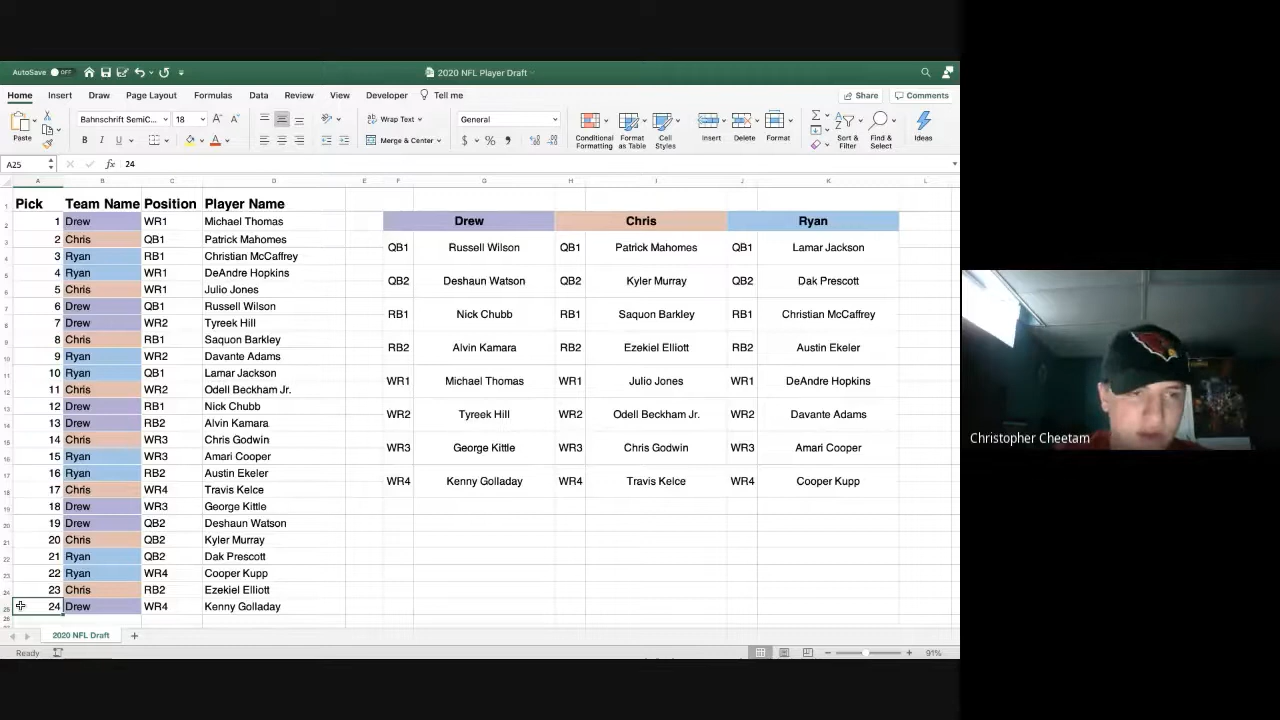 AutoSave OFF
2020 NFL Player Draft
Home Insert Draw Page Layout Formulas Data Review View Developer Tell me
Share Comments
Paste
Bahnschrift SemiC... 18
Wrap Text
General
B I U
Merge & Center
$ % 9
Conditional Formatting
Format as Table
Cell Styles
Insert
Delete
Format
Sort & Filter
Find & Select
Ideas
A25 fx 24
A B C D E F G H I J K L
Pick Team Name Position Player Name
1 Drew WR1 Michael Thomas
2 Chris QB1 Patrick Mahomes
3 Ryan RB1 Christian McCaffrey
4 Ryan WR1 DeAndre Hopkins
5 Chris WR1 Julio Jones
6 Drew QB1 Russell Wilson
7 Drew WR2 Tyreek Hill
8 Chris RB1 Saquon Barkley
9 Ryan WR2 Davante Adams
10 Ryan QB1 Lamar Jackson
11 Chris WR2 Odell Beckham Jr.
12 Drew RB1 Nick Chubb
13 Drew RB2 Alvin Kamara
14 Chris WR3 Chris Godwin
15 Ryan WR3 Amari Cooper
16 Ryan RB2 Austin Ekeler
17 Chris WR4 Travis Kelce
18 Drew WR3 George Kittle
19 Drew QB2 Deshaun Watson
20 Chris QB2 Kyler Murray
21 Ryan QB2 Dak Prescott
22 Ryan WR4 Cooper Kupp
23 Chris RB2 Ezekiel Elliott
24 Drew WR4 Kenny Golladay
Drew Chris Ryan
QB1 Russell Wilson QB1 Patrick Mahomes QB1 Lamar Jackson
QB2 Deshaun Watson QB2 Kyler Murray QB2 Dak Prescott
RB1 Nick Chubb RB1 Saquon Barkley RB1 Christian McCaffrey
RB2 Alvin Kamara RB2 Ezekiel Elliott RB2 Austin Ekeler
WR1 Michael Thomas WR1 Julio Jones WR1 DeAndre Hopkins
WR2 Tyreek Hill WR2 Odell Beckham Jr. WR2 Davante Adams
WR3 George Kittle WR3 Chris Godwin WR3 Amari Cooper
WR4 Kenny Golladay WR4 Travis Kelce WR4 Cooper Kupp
2020 NFL Draft
Ready
91%
Christopher Cheetam